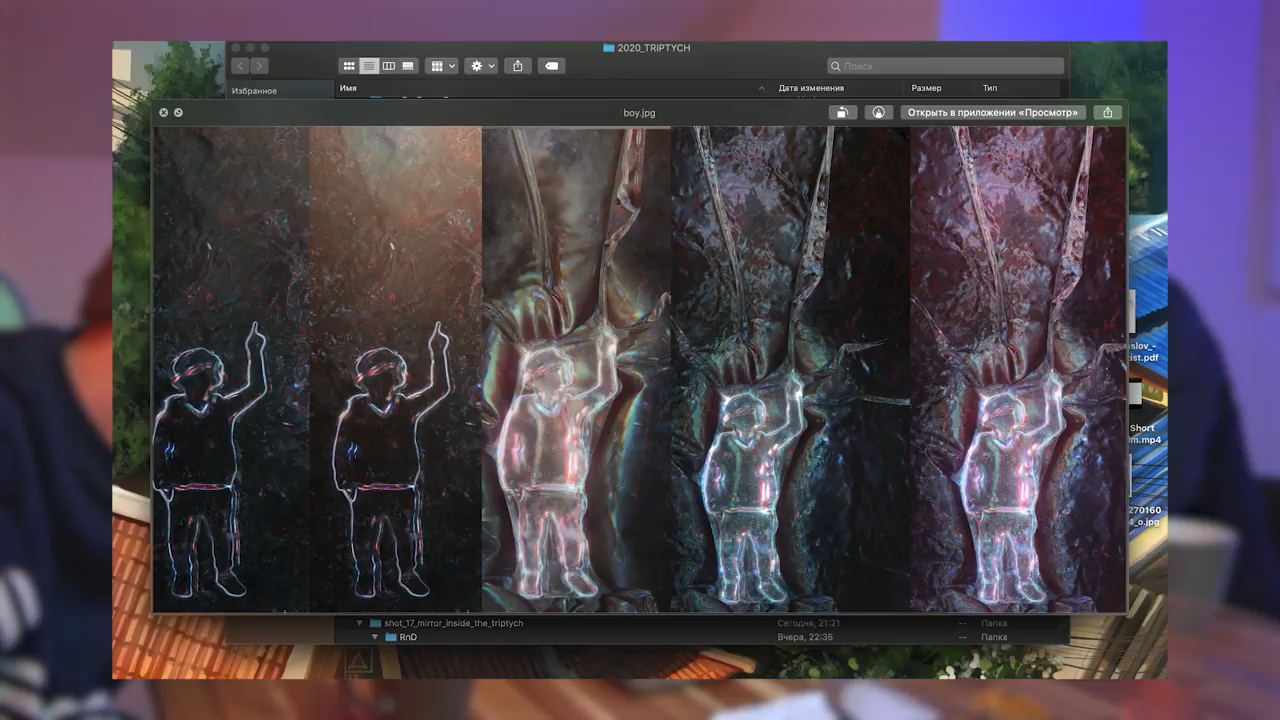 2020_TRIPTYCH
Поиск
Избранное
Имя
Дата изменения
Размер
Тип
boy.jpg
Открыть в приложении «Просмотр»
ist.pdf
Short
m.mp4
270160
_o.jpg
shot_17_mirror_inside_the_triptych
Сегодня, 21:21
--
Папка
RnD
Вчера, 22:35
--
Папка